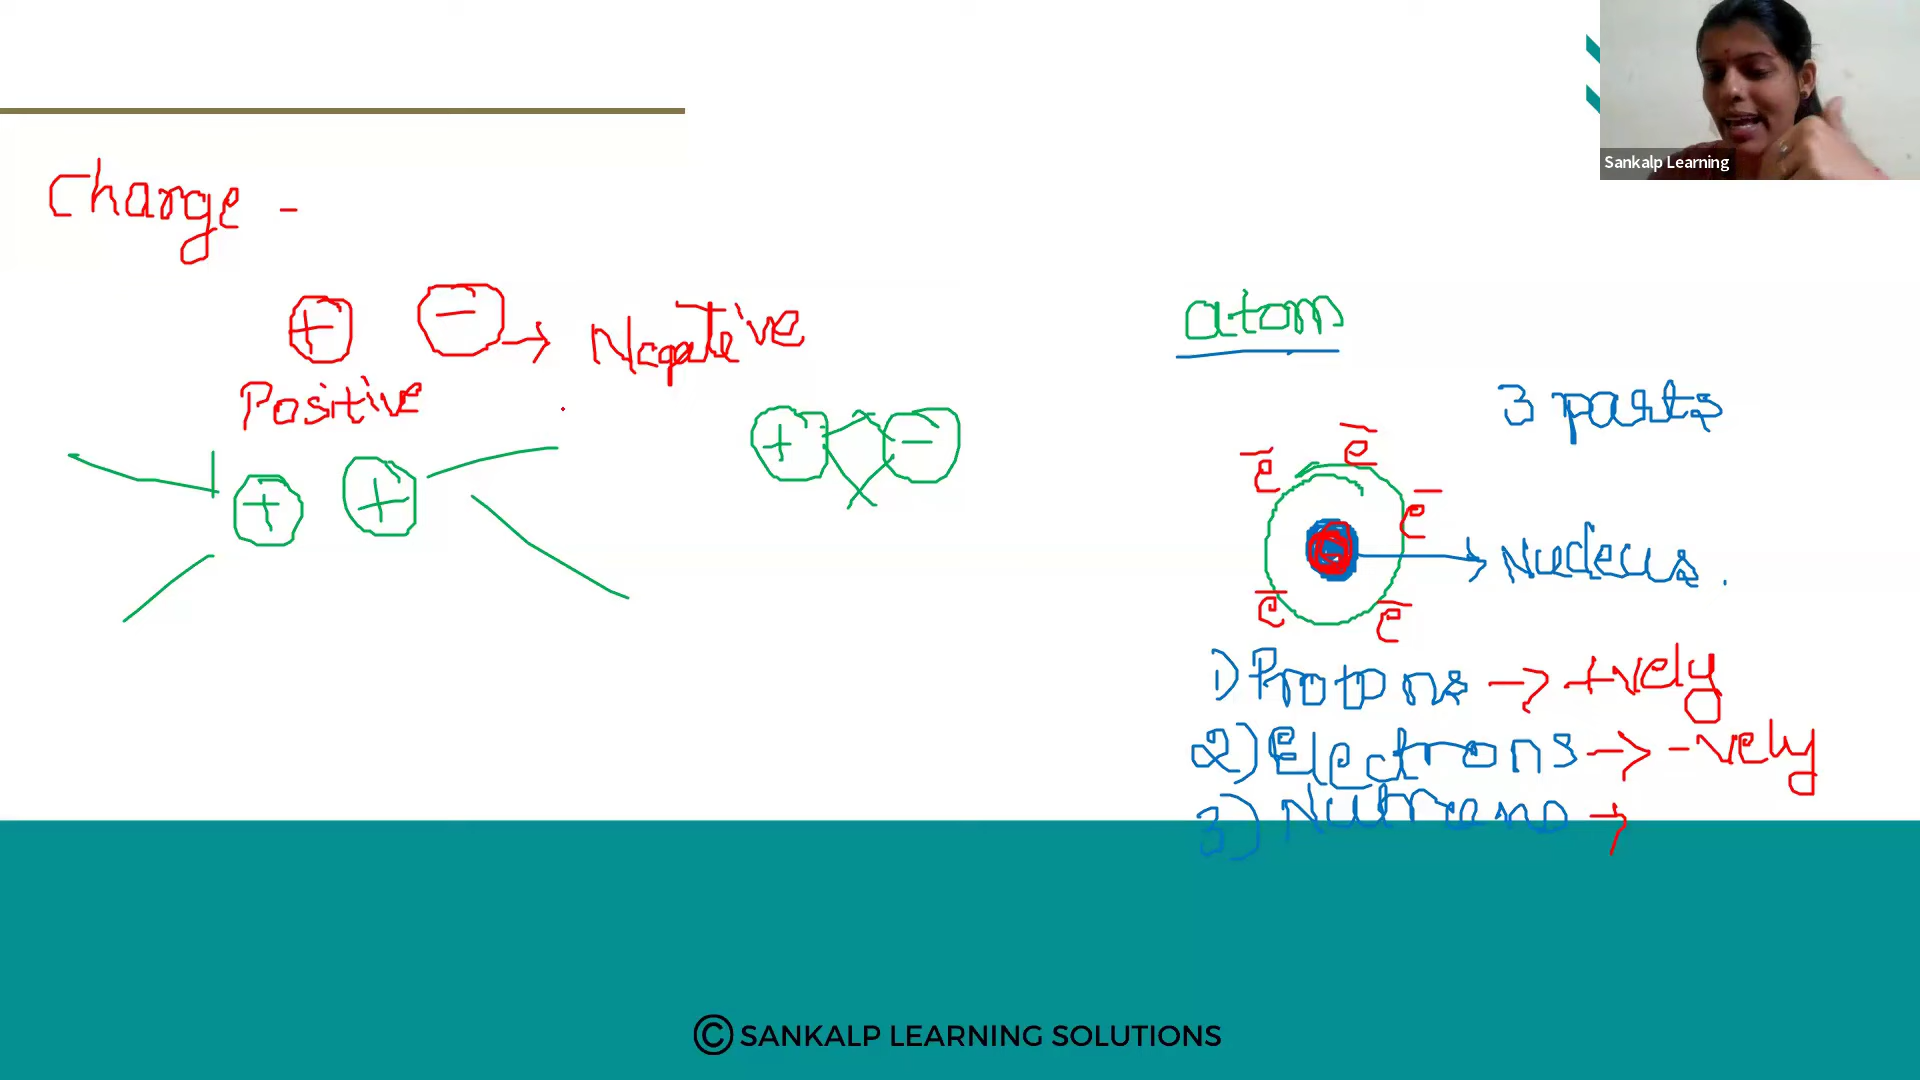 Sankalp Learning
Charge -
+ - → Negative
Positive
+ + + -
atom
3 parts
e̅ e̅
e̅
→ Nucleus.
e̅ e̅
1) Protons → +vely
2) Electrons → -vely
3) Nutrons →
© SANKALP LEARNING SOLUTIONS